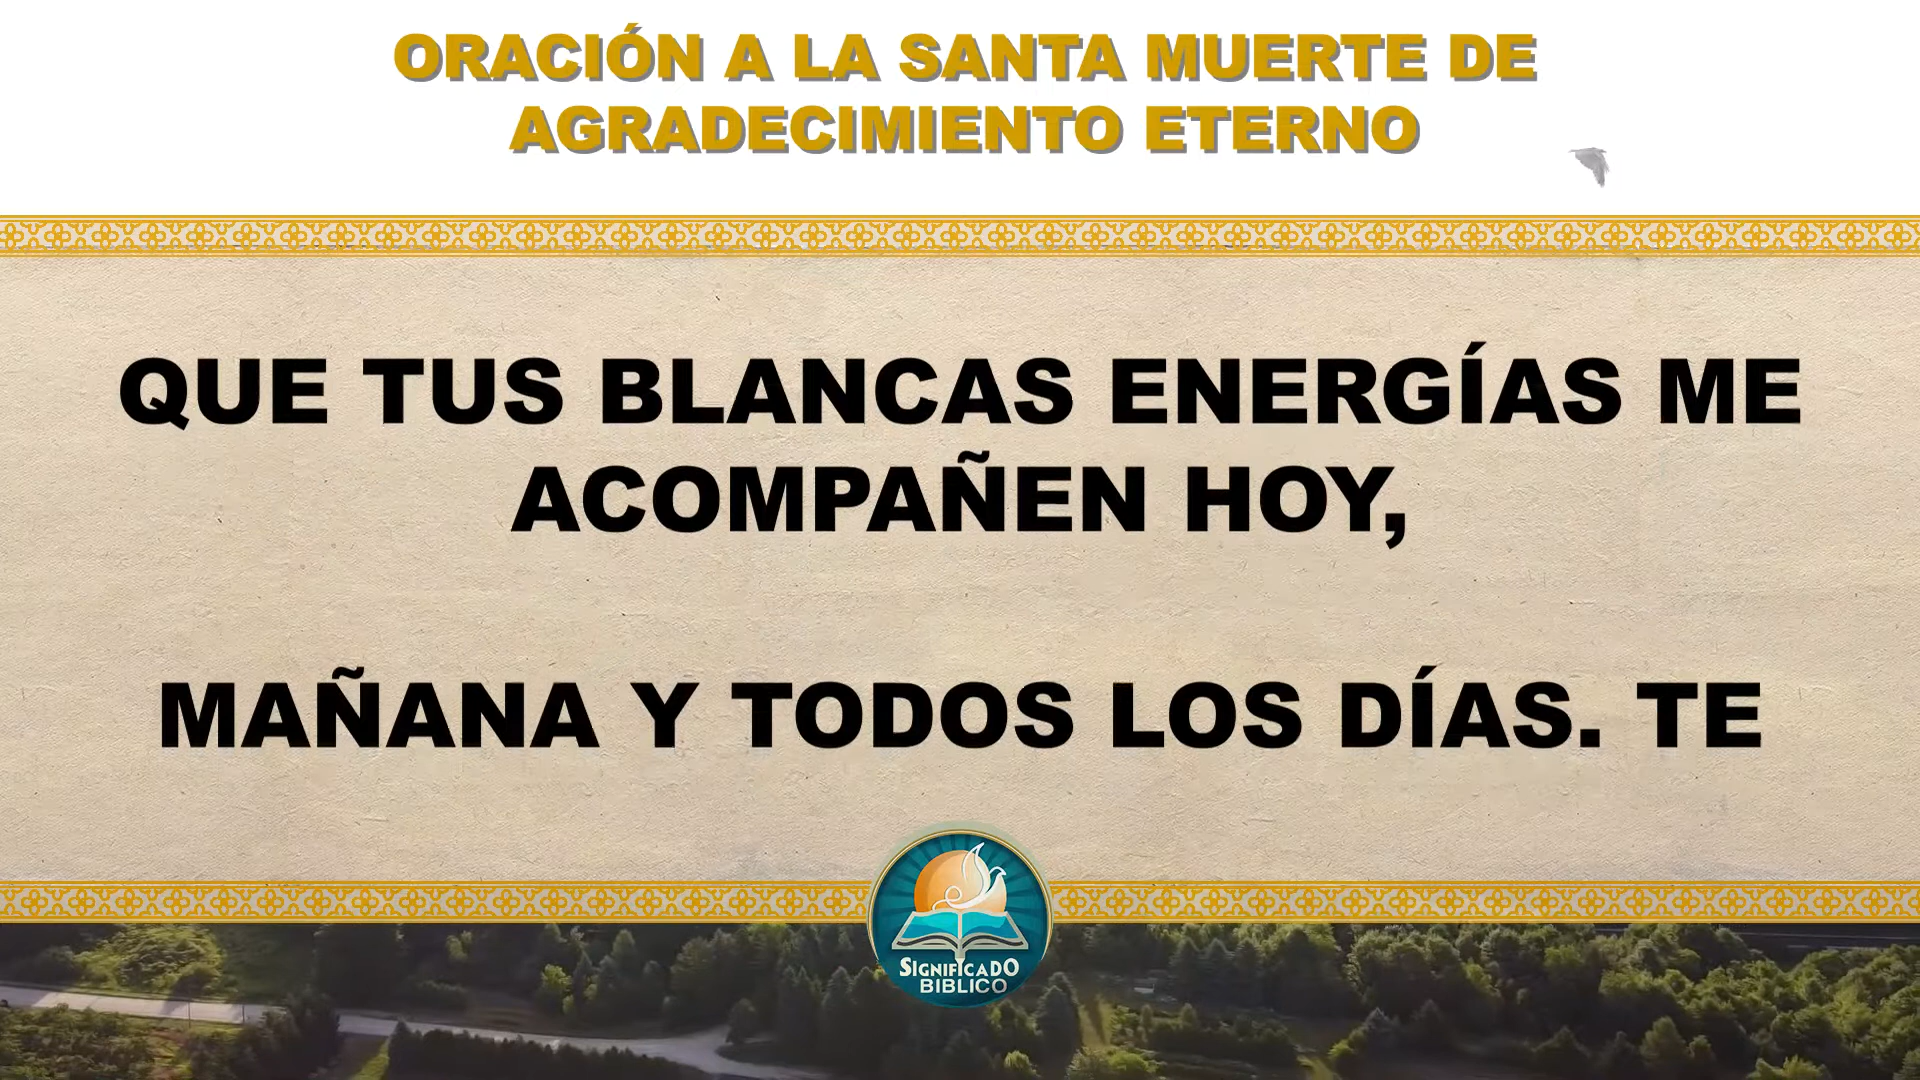 ORACIÓN A LA SANTA MUERTE DE
AGRADECIMIENTO ETERNO
QUE TUS BLANCAS ENERGÍAS ME
ACOMPAÑEN HOY,
MAÑANA Y TODOS LOS DÍAS. TE
SIGNIFICADO
BIBLICO